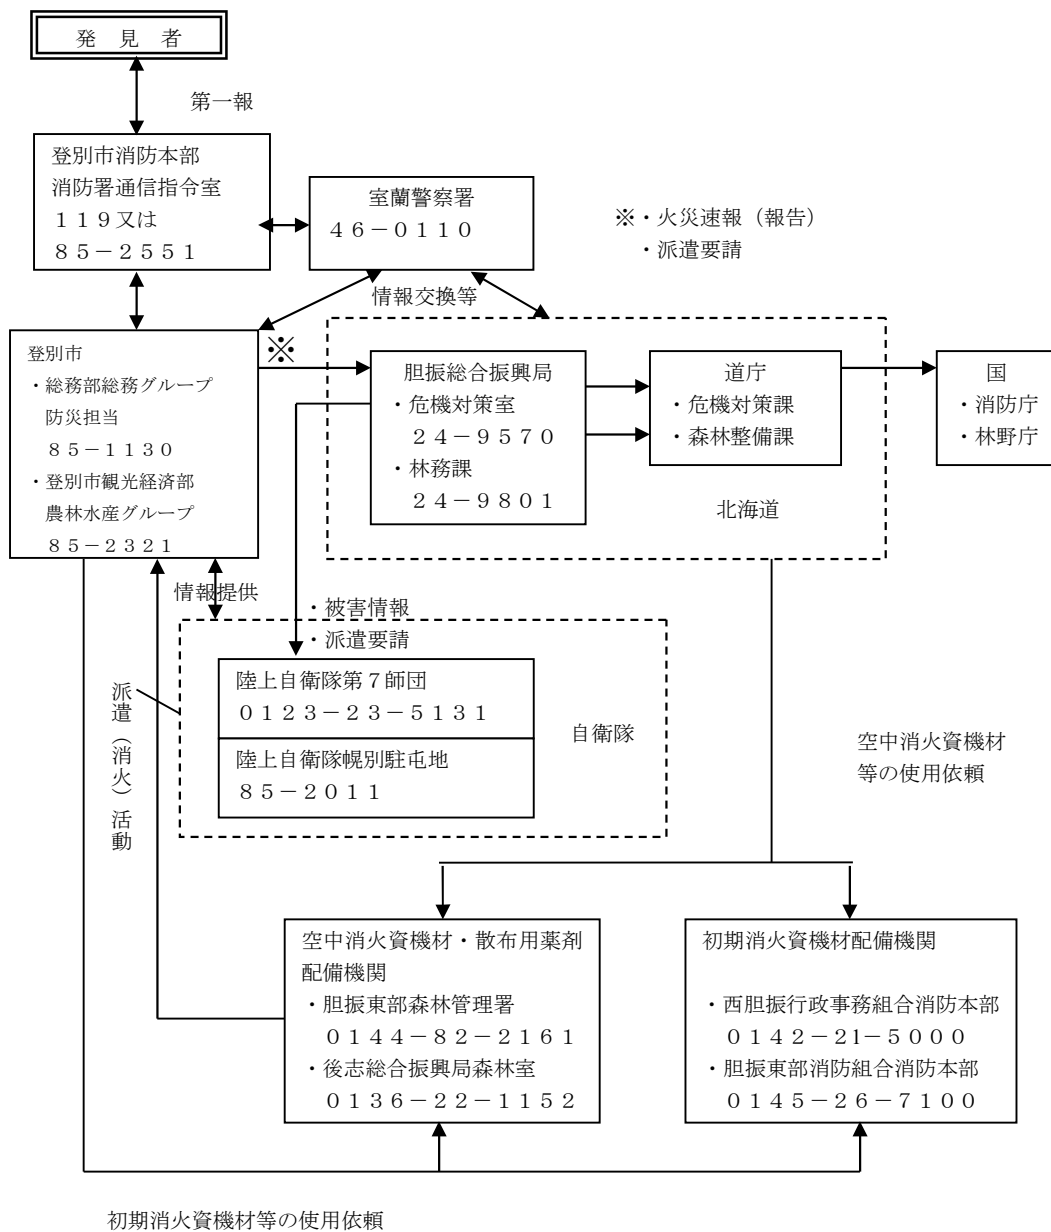 発　見　者
第一報
登別市消防本部
消防署通信指令室
１１９又は
８５－２５５１
室蘭警察署
４６－０１１０
※・火災速報（報告）
・派遣要請
情報交換等
登別市
・総務部総務グループ
防災担当
８５－１１３０
・登別市観光経済部
農林水産グループ
８５－２３２１
※
胆振総合振興局
・危機対策室
２４－９５７０
・林務課
２４－９８０１
道庁
・危機対策課
・森林整備課
国
・消防庁
・林野庁
北海道
情報提供
・被害情報
・派遣要請
陸上自衛隊第７師団
０１２３－２３－５１３１
陸上自衛隊幌別駐屯地
８５－２０１１
自衛隊
派遣（消火）活動
空中消火資機材
等の使用依頼
空中消火資機材・散布用薬剤
配備機関
・胆振東部森林管理署
０１４４－８２－２１６１
・後志総合振興局森林室
０１３６－２２－１１５２
初期消火資機材配備機関
・西胆振行政事務組合消防本部
０１４２－２1－５０００
・胆振東部消防組合消防本部
０１４５－２６－７１００
初期消火資機材等の使用依頼